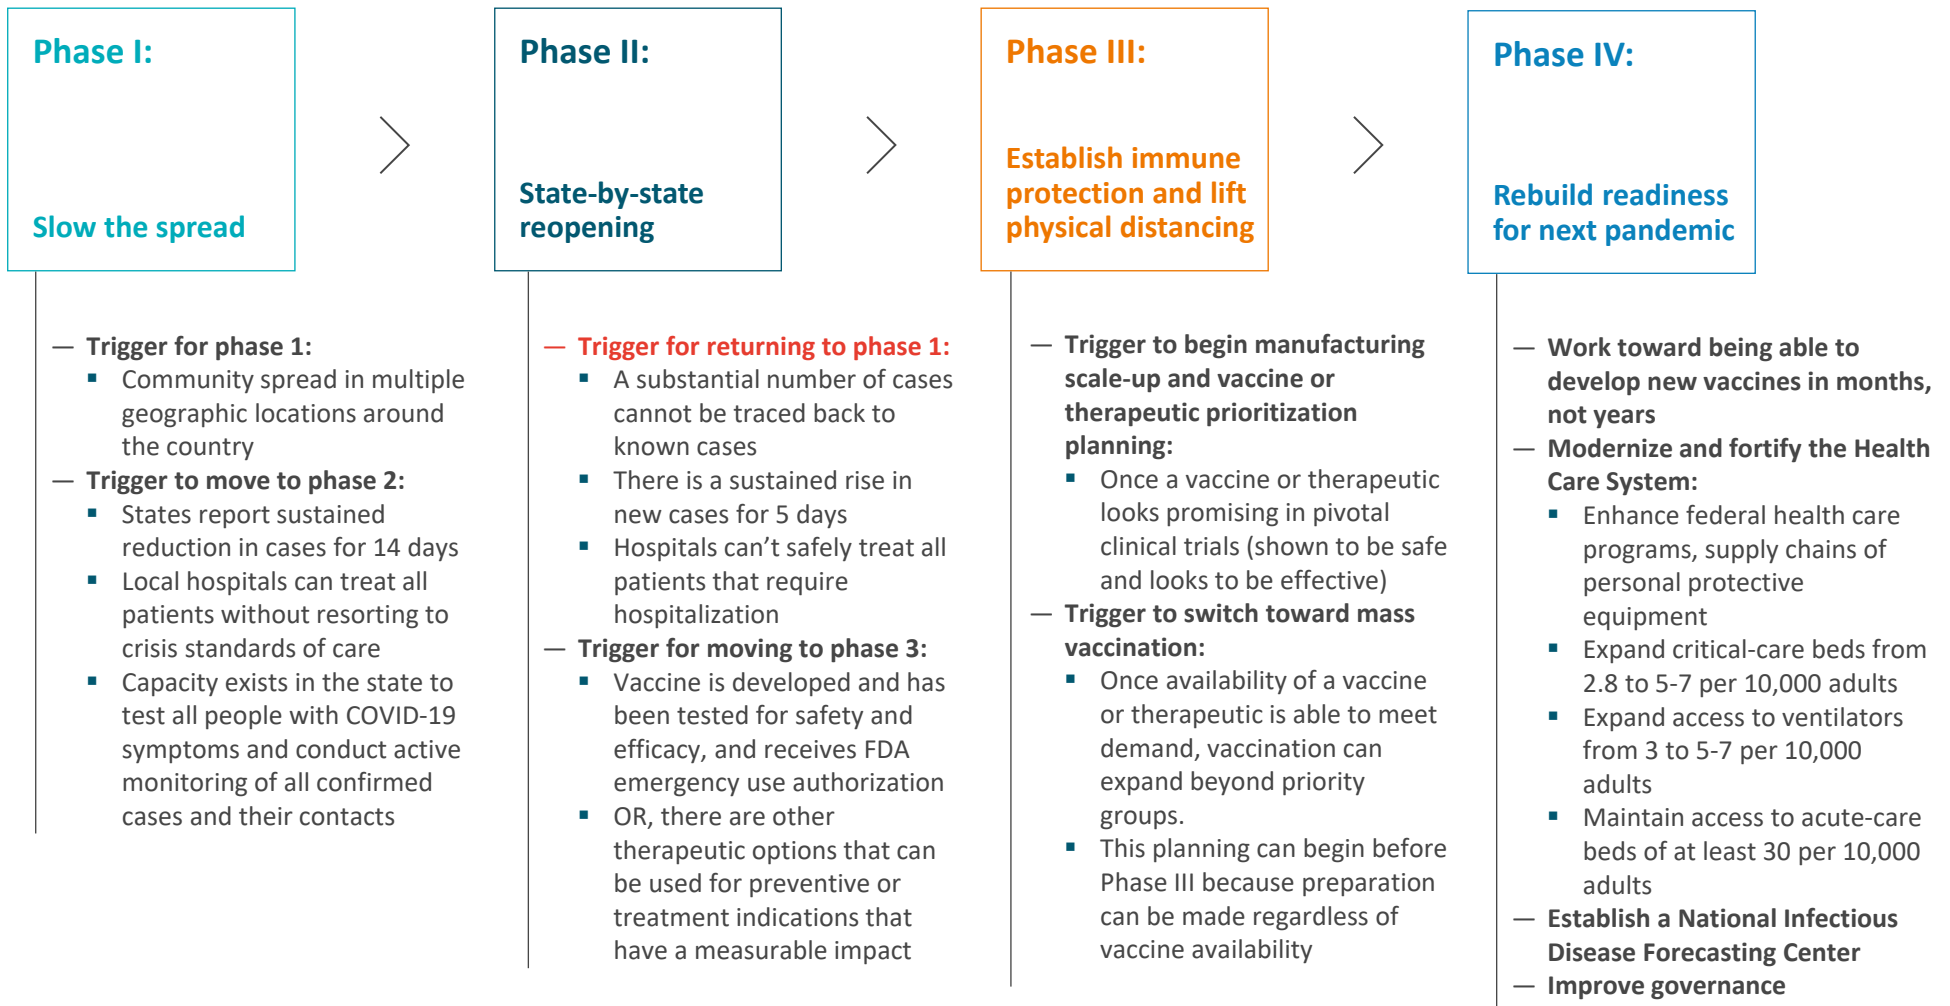 Phase I:
Slow the spread
— Trigger for phase 1:
▪ Community spread in multiple
geographic locations around
the country
— Trigger to move to phase 2:
▪ States report sustained
reduction in cases for 14 days
▪ Local hospitals can treat all
patients without resorting to
crisis standards of care
▪ Capacity exists in the state to
test all people with COVID-19
symptoms and conduct active
monitoring of all confirmed
cases and their contacts
Phase II:
State-by-state
reopening
— Trigger for returning to phase 1:
▪ A substantial number of cases
cannot be traced back to
known cases
▪ There is a sustained rise in
new cases for 5 days
▪ Hospitals can’t safely treat all
patients that require
hospitalization
— Trigger for moving to phase 3:
▪ Vaccine is developed and has
been tested for safety and
efficacy, and receives FDA
emergency use authorization
▪ OR, there are other
therapeutic options that can
be used for preventive or
treatment indications that
have a measurable impact
Phase III:
Establish immune
protection and lift
physical distancing
— Trigger to begin manufacturing
scale-up and vaccine or
therapeutic prioritization
planning:
▪ Once a vaccine or therapeutic
looks promising in pivotal
clinical trials (shown to be safe
and looks to be effective)
— Trigger to switch toward mass
vaccination:
▪ Once availability of a vaccine
or therapeutic is able to meet
demand, vaccination can
expand beyond priority
groups.
▪ This planning can begin before
Phase III because preparation
can be made regardless of
vaccine availability
Phase IV:
Rebuild readiness
for next pandemic
— Work toward being able to
develop new vaccines in months,
not years
— Modernize and fortify the Health
Care System:
▪ Enhance federal health care
programs, supply chains of
personal protective
equipment
▪ Expand critical-care beds from
2.8 to 5-7 per 10,000 adults
▪ Expand access to ventilators
from 3 to 5-7 per 10,000
adults
▪ Maintain access to acute-care
beds of at least 30 per 10,000
adults
— Establish a National Infectious
Disease Forecasting Center
— Improve governance